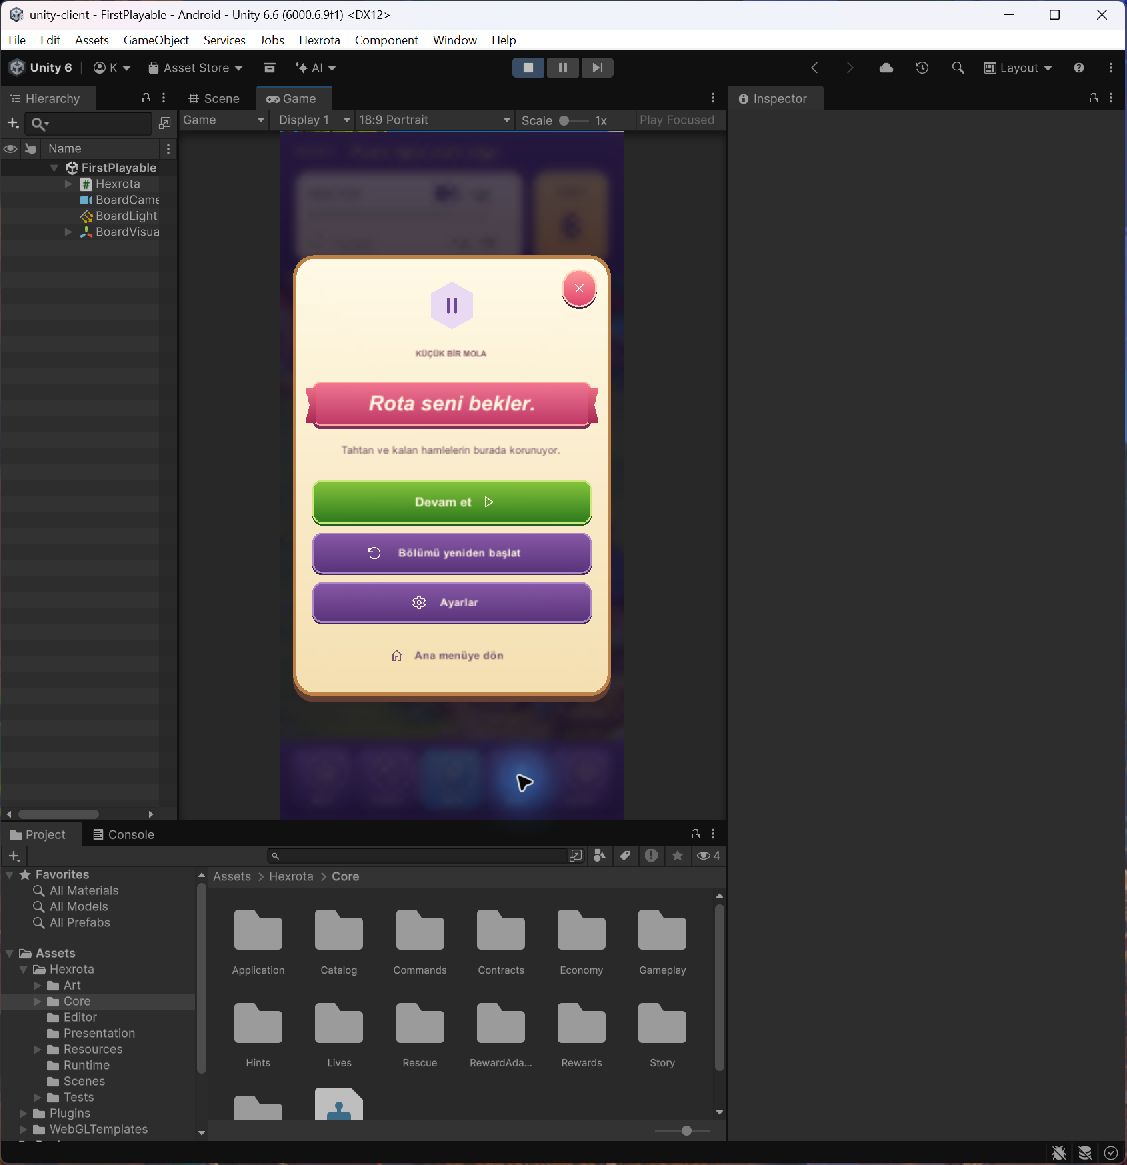 unity-client - FirstPlayable - Android - Unity 6.6 (6000.6.9f1) <DX12>
File Edit Assets GameObject Services Jobs Hexrota Component Window Help
Unity 6 K Asset Store AI Layout
Hierarchy Scene Game Inspector
Game Display 1 18:9 Portrait Scale 1x Play Focused
Name
FirstPlayable
Hexrota
BoardCame
BoardLight
BoardVisua
KÜÇÜK BİR MOLA
Rota seni bekler.
Tahtan ve kalan hamlelerin burada korunuyor.
Devam et
Bölümü yeniden başlat
Ayarlar
Ana menüye dön
Project Console
4
Favorites
All Materials
All Models
All Prefabs
Assets
Hexrota
Art
Core
Editor
Presentation
Resources
Runtime
Scenes
Tests
Plugins
WebGLTemplates
Assets > Hexrota > Core
Application Catalog Commands Contracts Economy Gameplay
Hints Lives Rescue RewardAda... Rewards Story